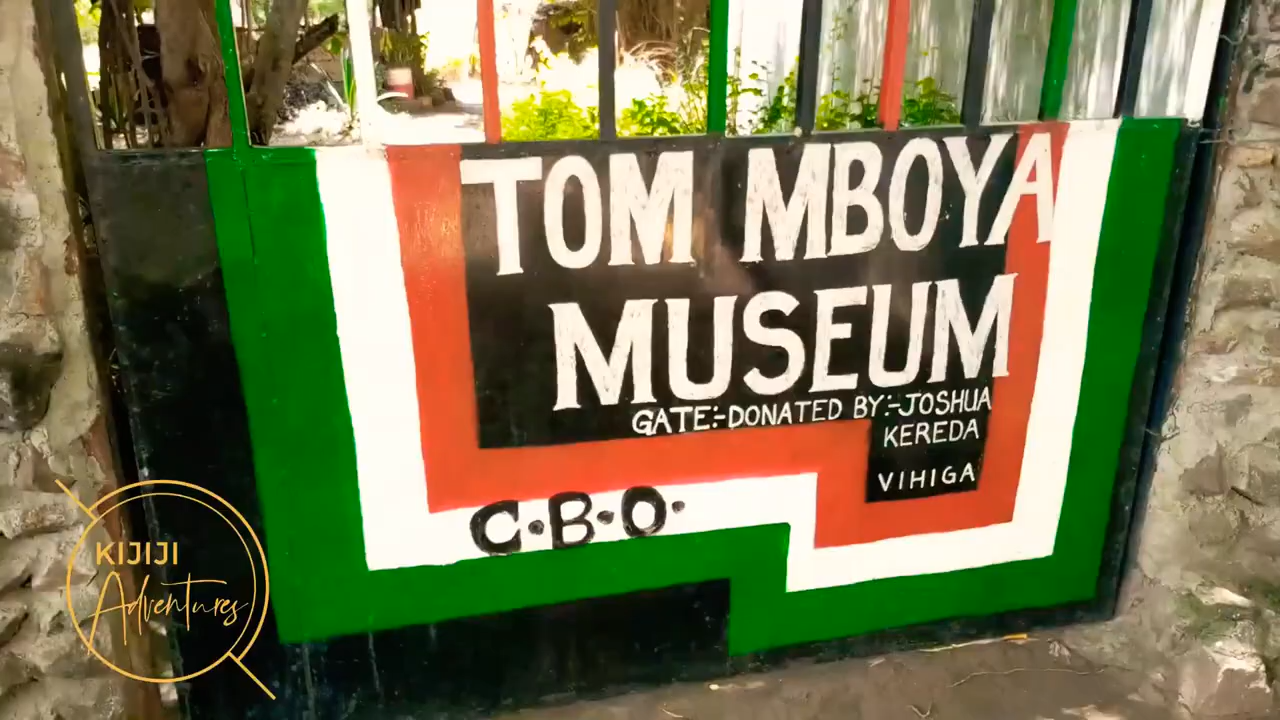 TOM MBOYA
MUSEUM
GATE:-DONATED BY:-JOSHUA
KEREDA
VIHIGA
C·B·O·
KIJIJI
Adventures